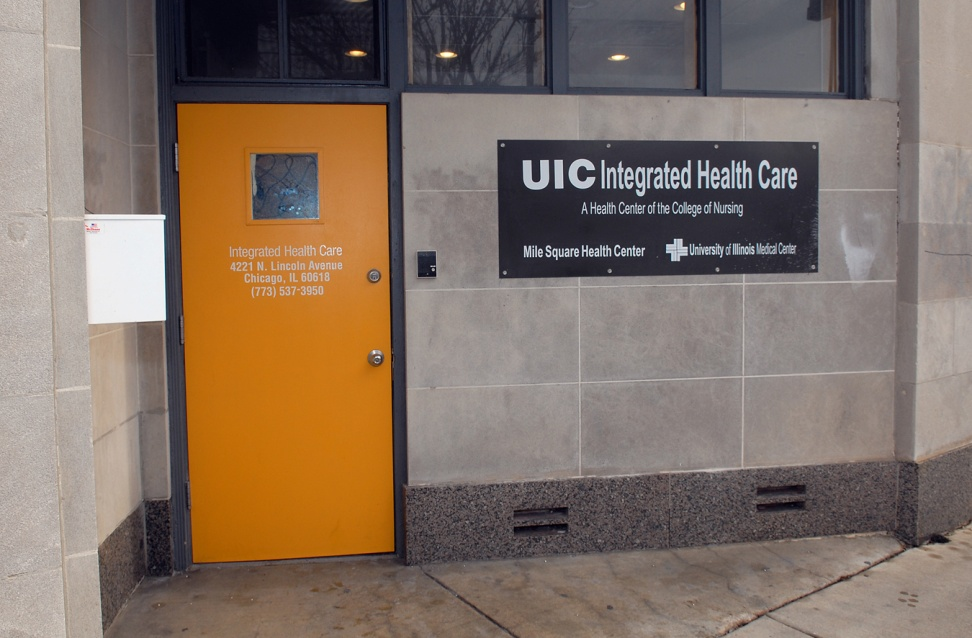 Integrated Health Care
4221 N. Lincoln Avenue
Chicago, IL 60618
(773) 537-3950
UIC Integrated Health Care
A Health Center of the College of Nursing
Mile Square Health Center
University of Illinois Medical Center